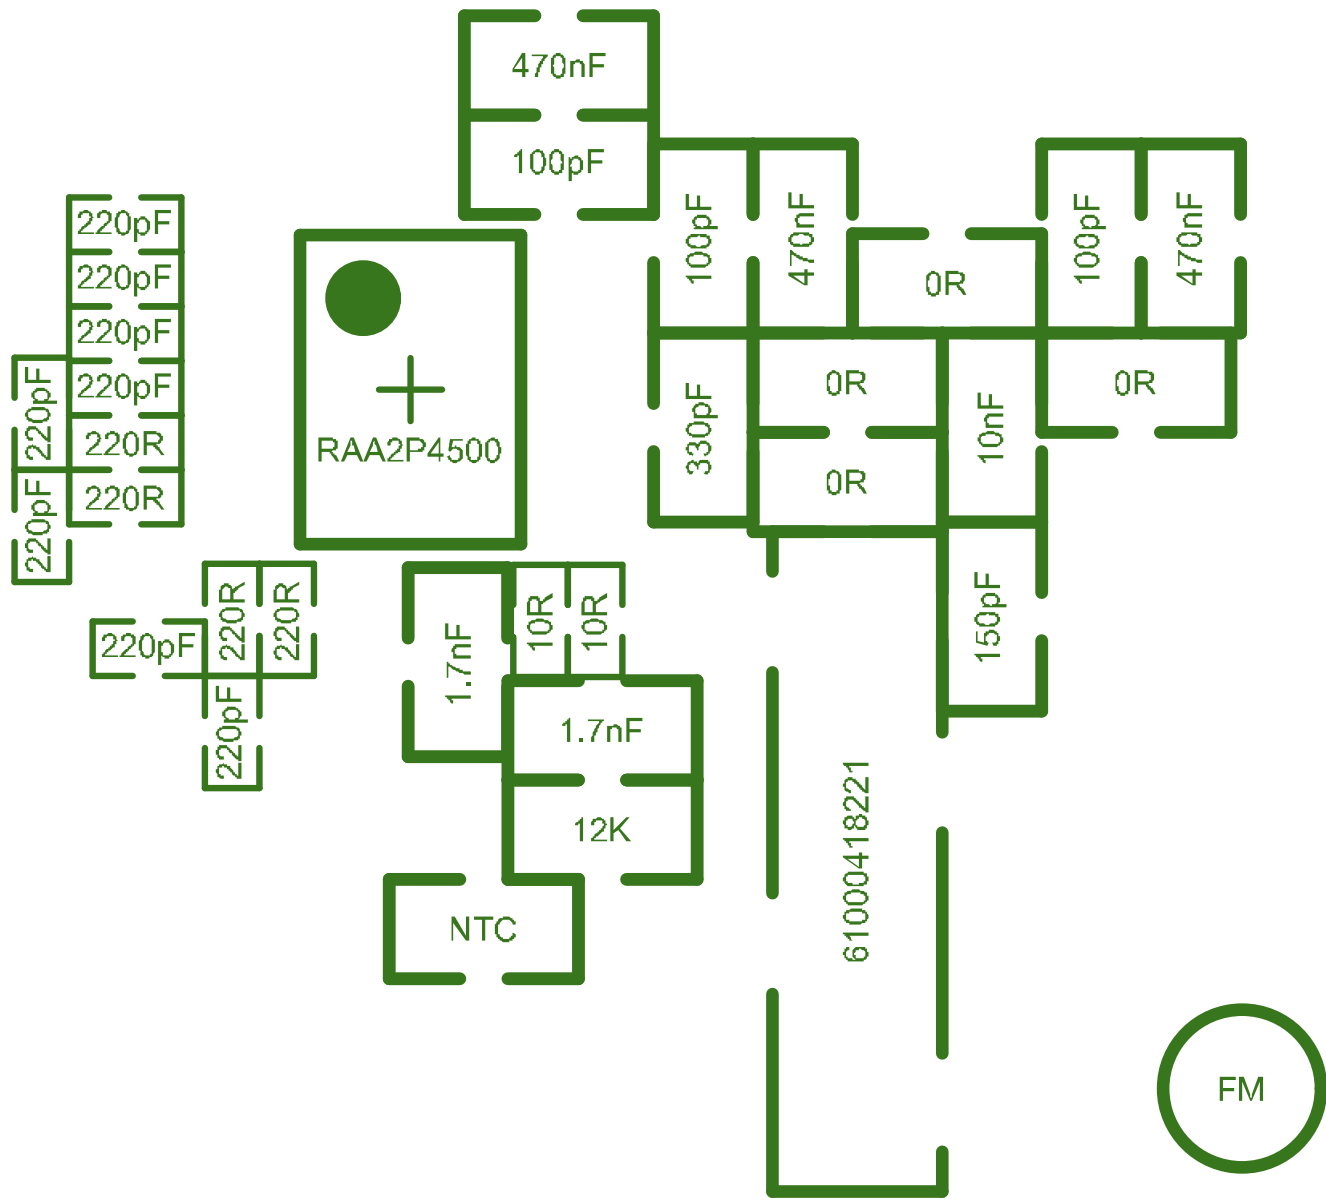 470nF
100pF
100pF
470nF
100pF
470nF
220pF
220pF
220pF
220pF
220R
220R
220pF
220pF
RAA2P4500
0R
0R
0R
0R
330pF
10nF
150pF
220pF
220R
220R
220pF
1.7nF
10R
10R
1.7nF
12K
NTC
61000418221
FM